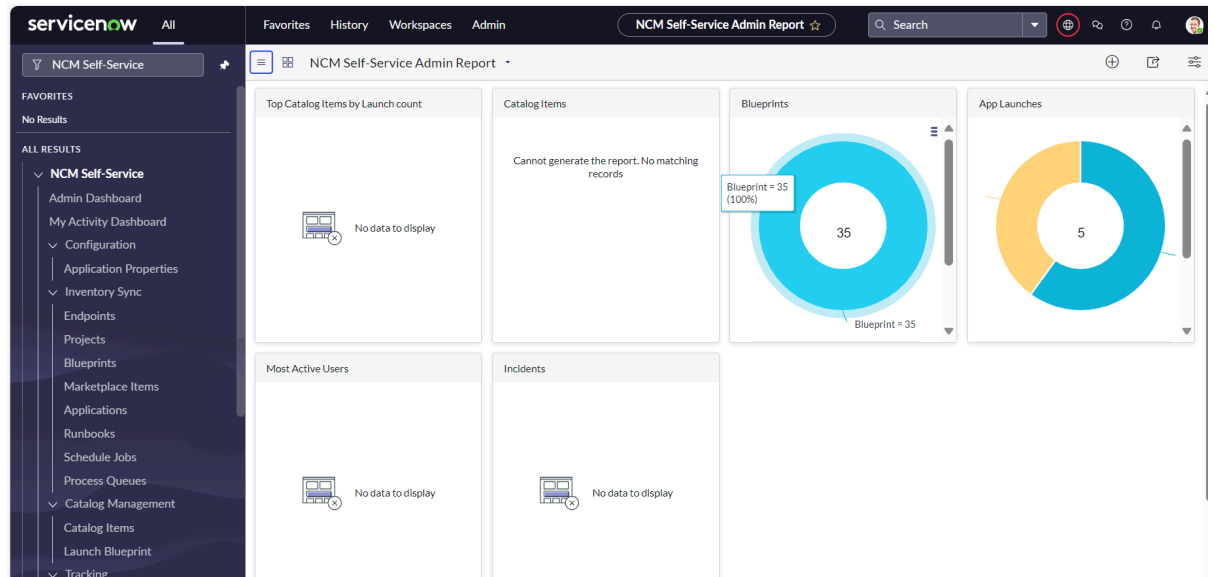 servicenow All Favorites History Workspaces Admin NCM Self-Service Admin Report Search
NCM Self-Service
NCM Self-Service Admin Report
FAVORITES
No Results
ALL RESULTS
NCM Self-Service
Admin Dashboard
My Activity Dashboard
Configuration
Application Properties
Inventory Sync
Endpoints
Projects
Blueprints
Marketplace Items
Applications
Runbooks
Schedule Jobs
Process Queues
Catalog Management
Catalog Items
Launch Blueprint
Tracking
Top Catalog Items by Launch count
No data to display
Catalog Items
Cannot generate the report. No matching
records
Blueprints
Blueprint = 35
(100%)
35
Blueprint = 35
App Launches
5
Most Active Users
No data to display
Incidents
No data to display